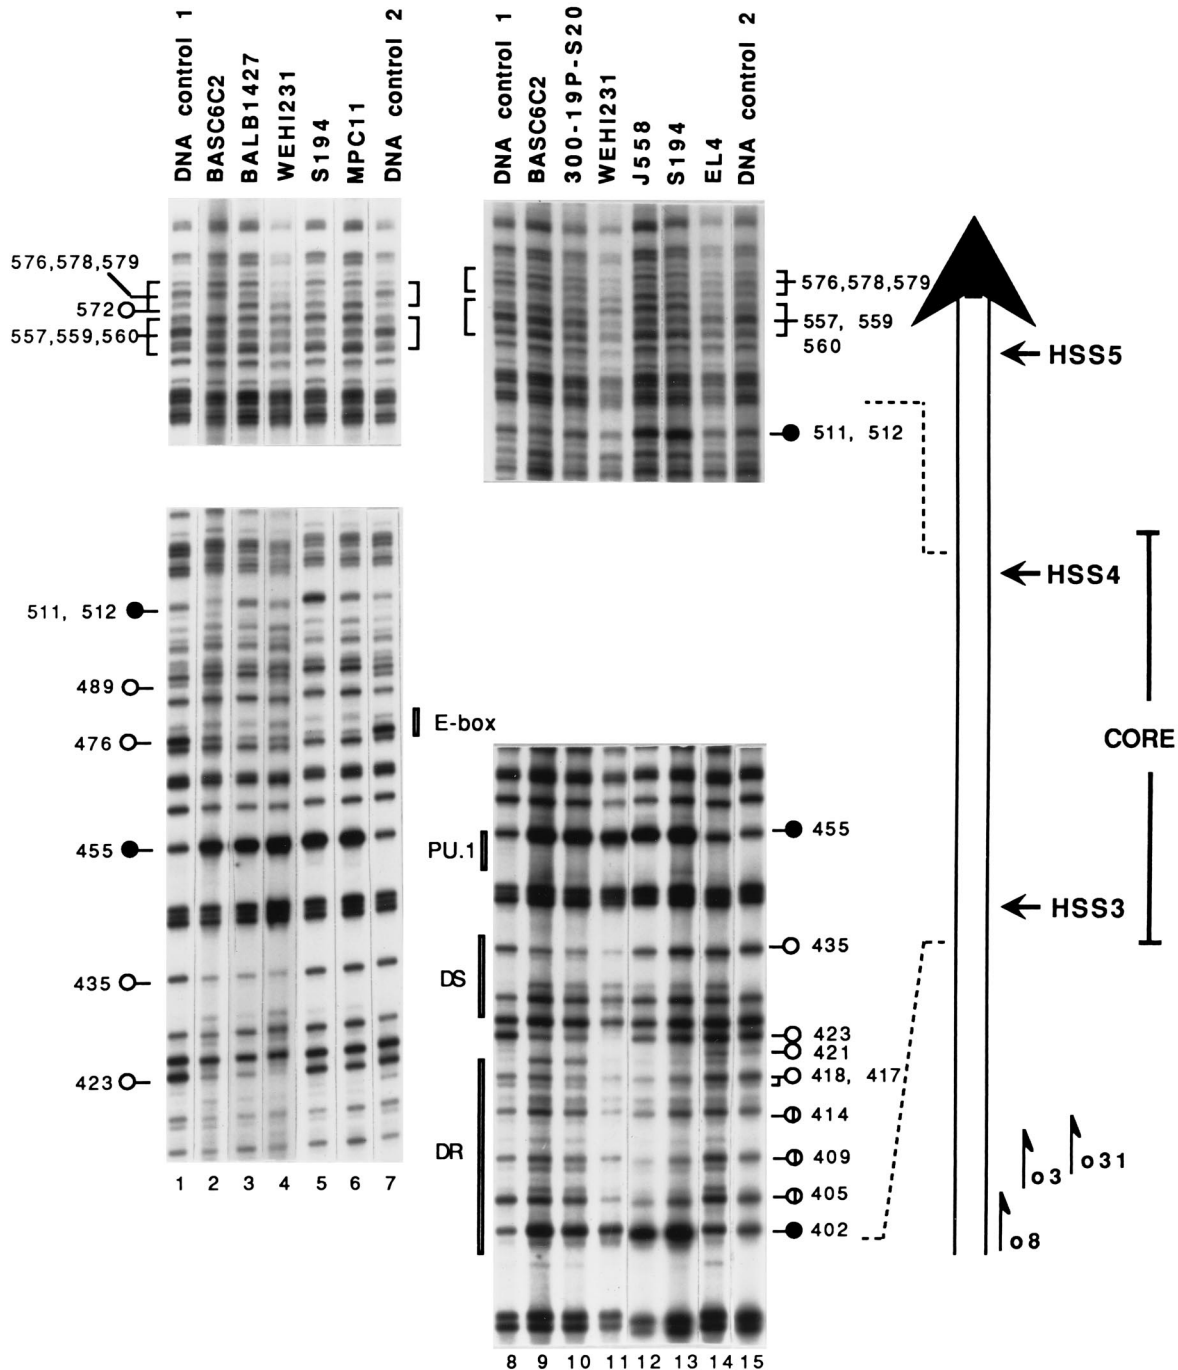 DNA control 1
BASC6C2
BALB1427
WEHI231
S194
MPC11
DNA control 2
DNA control 1
BASC6C2
300-19P-S20
WEHI231
J558
S194
EL4
DNA control 2
576,578,579
572
557,559,560
576,578,579
557, 559
560
511, 512
HSS5
HSS4
CORE
HSS3
o31
o3
o8
511, 512
489
E-box
476
455
435
423
1 2 3 4 5 6 7
PU.1
455
DS
435
423
421
418, 417
DR
414
409
405
402
8 9 10 11 12 13 14 15